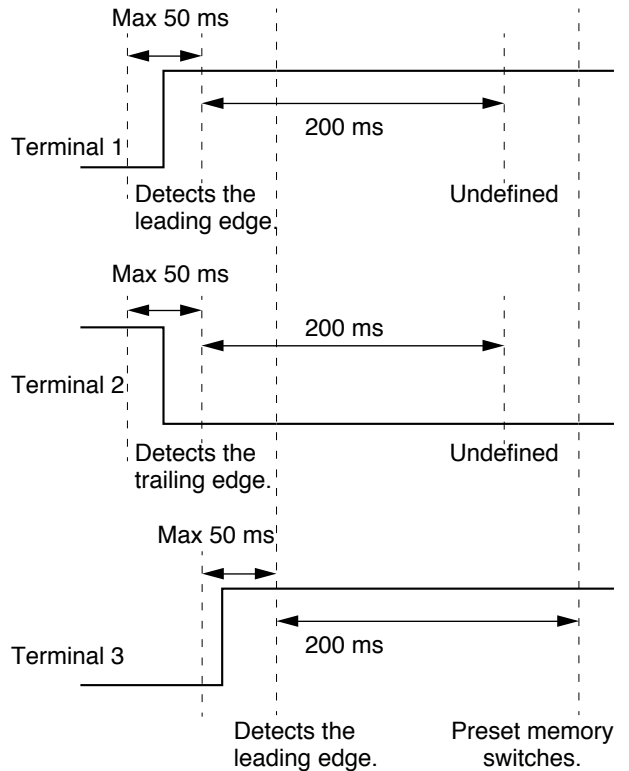 Max 50 ms
200 ms
Terminal 1
Detects the
leading edge.
Undefined
Max 50 ms
200 ms
Terminal 2
Detects the
trailing edge.
Undefined
Max 50 ms
200 ms
Terminal 3
Detects the
leading edge.
Preset memory
switches.